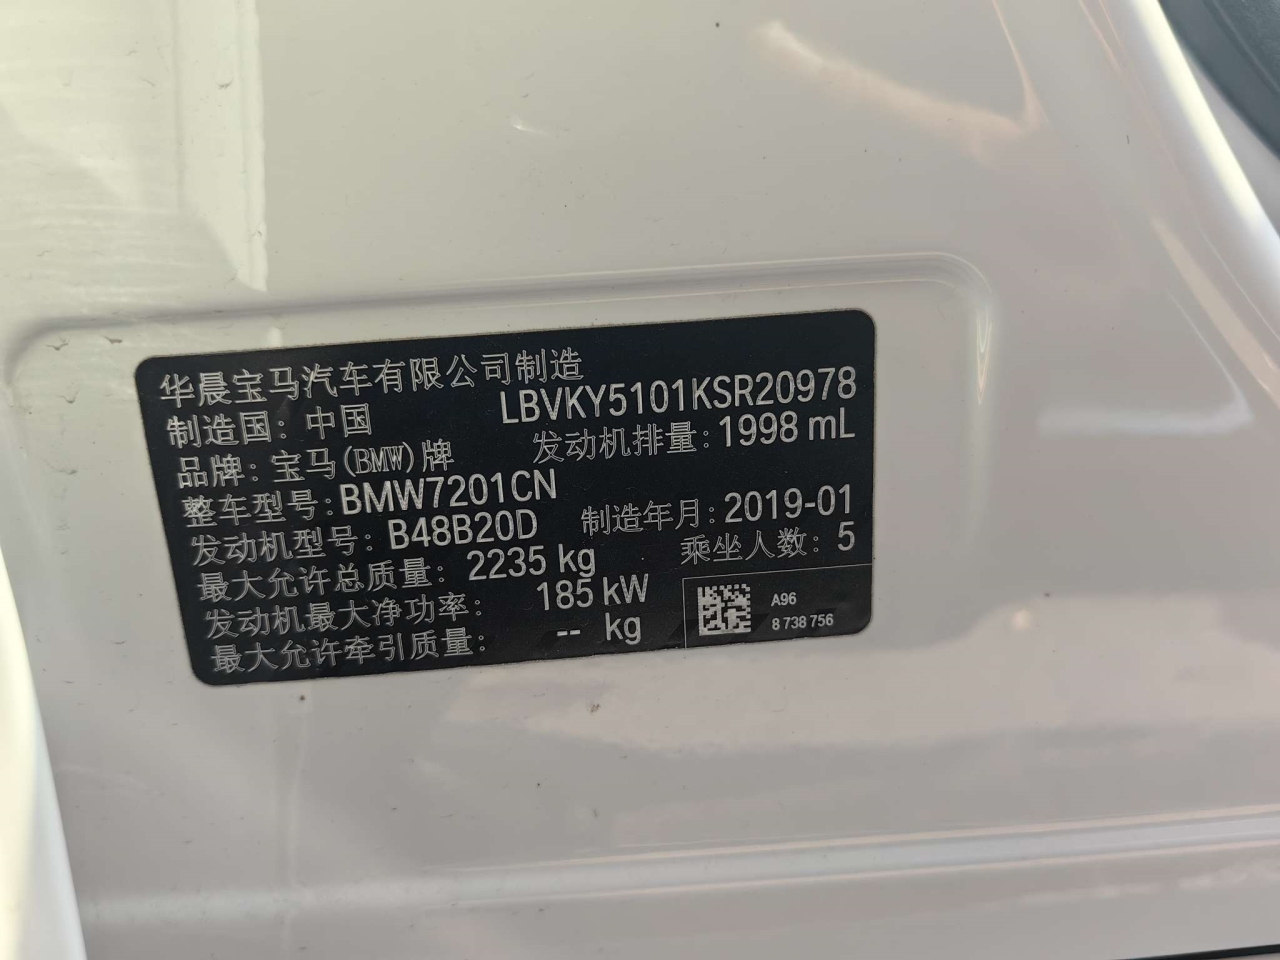 华晨宝马汽车有限公司制造
制造国：中国 LBVKY5101KSR20978
品牌：宝马(BMW)牌 发动机排量：1998 mL
整车型号：BMW7201CN
发动机型号：B48B20D 制造年月：2019-01
最大允许总质量：2235 kg 乘坐人数：5
发动机最大净功率：185 kW
最大允许牵引质量：-- kg
A96
8 738 756